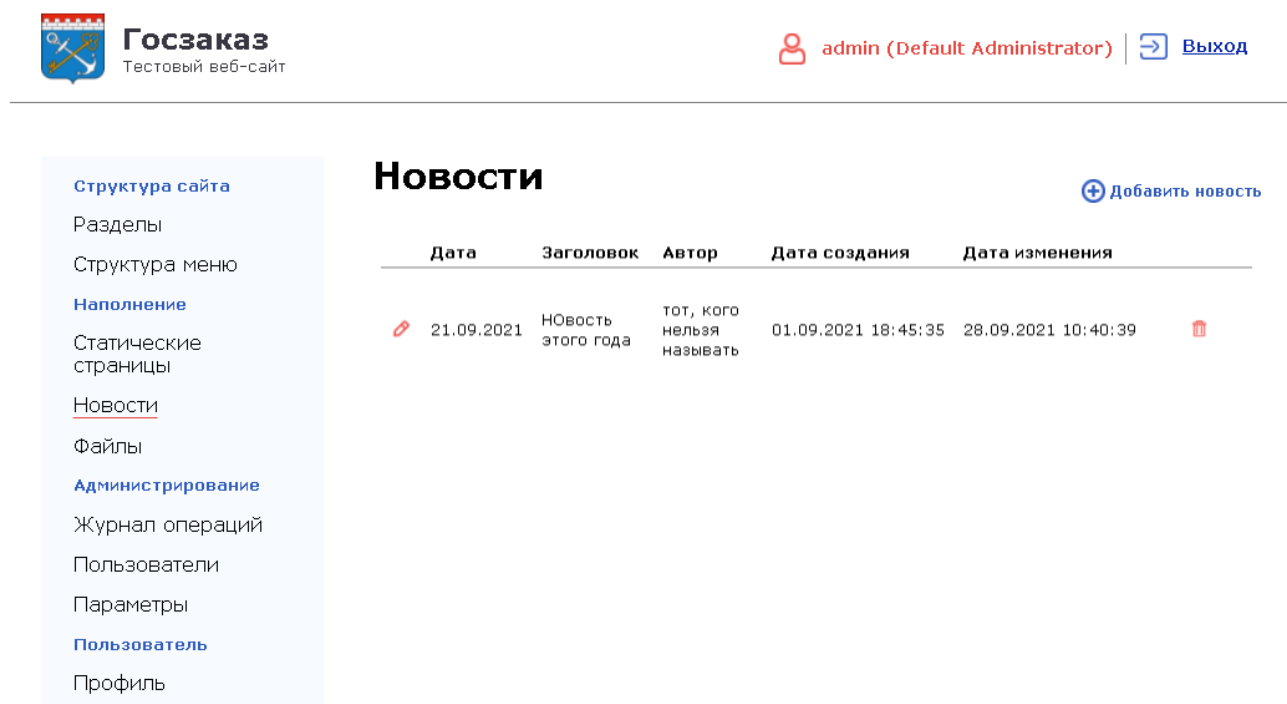 Госзаказ
Тестовый веб-сайт
admin (Default Administrator)
Выход
Структура сайта
Разделы
Структура меню
Наполнение
Статические
страницы
Новости
Файлы
Администрирование
Журнал операций
Пользователи
Параметры
Пользователь
Профиль
Новости
Добавить новость
Дата Заголовок Автор Дата создания Дата изменения
21.09.2021
НОвость
этого года
тот, кого
нельзя
называть
01.09.2021 18:45:35
28.09.2021 10:40:39